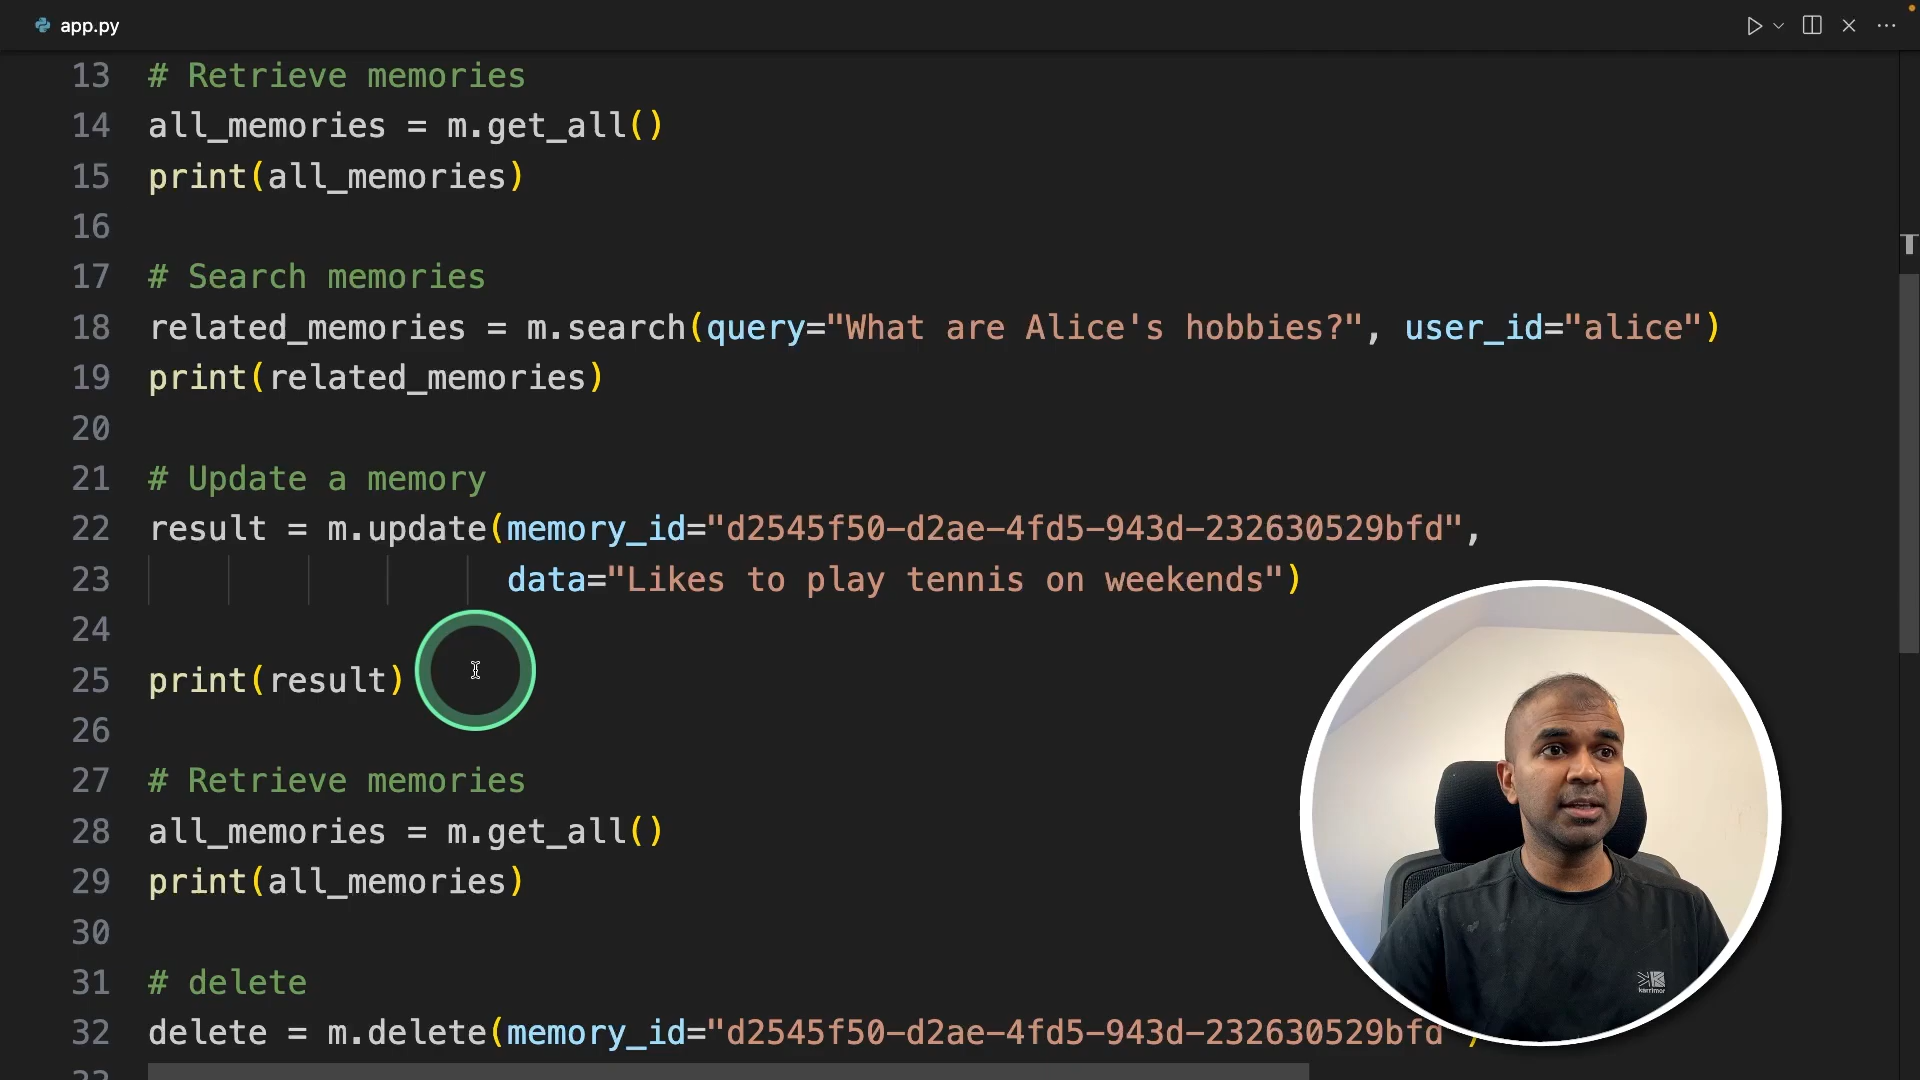 app.py
13 # Retrieve memories
14 all_memories = m.get_all()
15 print(all_memories)
16
17 # Search memories
18 related_memories = m.search(query="What are Alice's hobbies?", user_id="alice")
19 print(related_memories)
20
21 # Update a memory
22 result = m.update(memory_id="d2545f50-d2ae-4fd5-943d-232630529bfd",
23 data="Likes to play tennis on weekends")
24
25 print(result)
26
27 # Retrieve memories
28 all_memories = m.get_all()
29 print(all_memories)
30
31 # delete
32 delete = m.delete(memory_id="d2545f50-d2ae-4fd5-943d-232630529bfd
karrimor